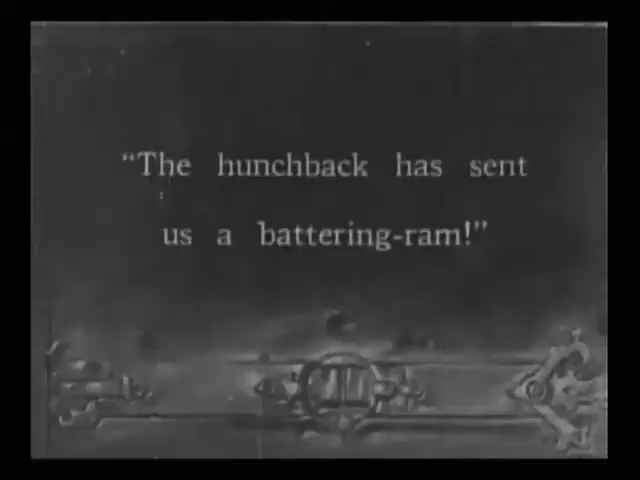 “The hunchback has sent
us a battering-ram!”